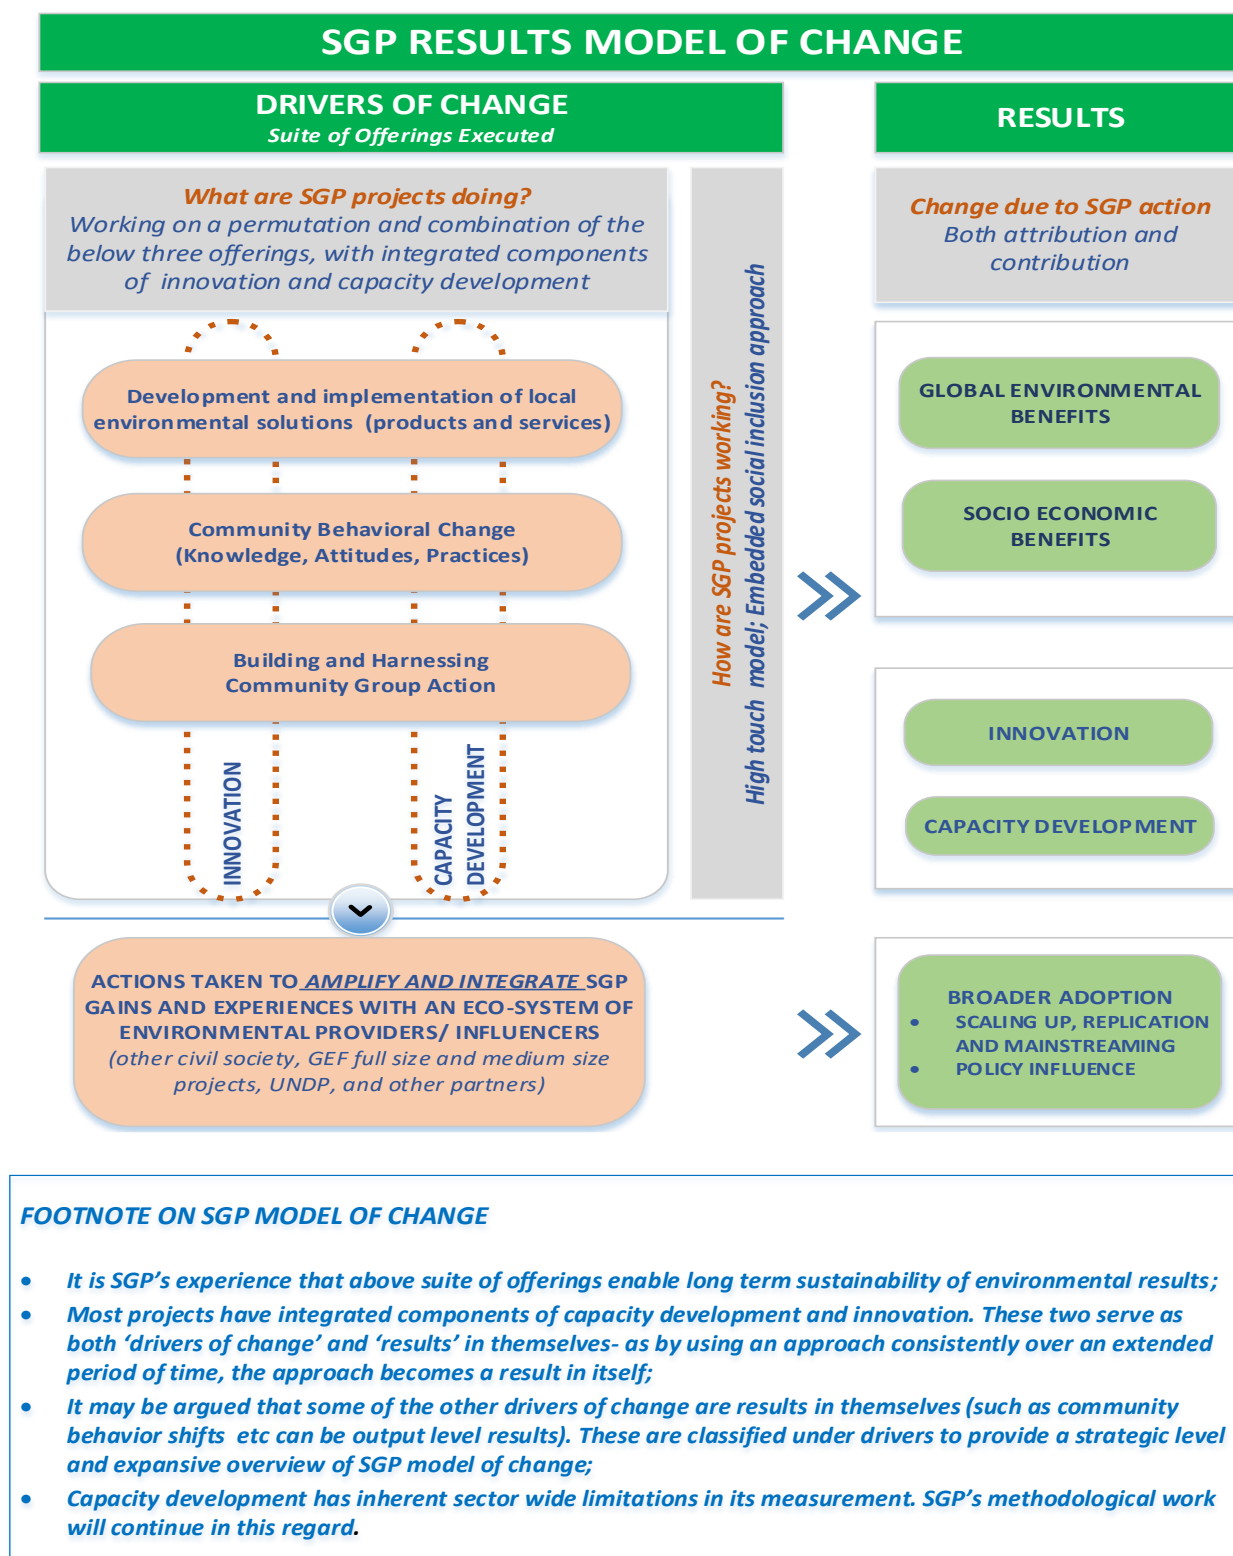 SGP RESULTS MODEL OF CHANGE
DRIVERS OF CHANGE
Suite of Offerings Executed
RESULTS
What are SGP projects doing?
Working on a permutation and combination of the
below three offerings, with integrated components
of innovation and capacity development
Development and implementation of local
environmental solutions (products and services)
Community Behavioral Change
(Knowledge, Attitudes, Practices)
Building and Harnessing
Community Group Action
INNOVATION
CAPACITY
DEVELOPMENT
How are SGP projects working?
High touch model; Embedded social inclusion approach
Change due to SGP action
Both attribution and
contribution
GLOBAL ENVIRONMENTAL
BENEFITS
SOCIO ECONOMIC
BENEFITS
INNOVATION
CAPACITY DEVELOPMENT
ACTIONS TAKEN TO AMPLIFY AND INTEGRATE SGP
GAINS AND EXPERIENCES WITH AN ECO-SYSTEM OF
ENVIRONMENTAL PROVIDERS/ INFLUENCERS
(other civil society, GEF full size and medium size
projects, UNDP, and other partners)
BROADER ADOPTION
• SCALING UP, REPLICATION
AND MAINSTREAMING
• POLICY INFLUENCE
FOOTNOTE ON SGP MODEL OF CHANGE
• It is SGP's experience that above suite of offerings enable long term sustainability of environmental results;
• Most projects have integrated components of capacity development and innovation. These two serve as
both 'drivers of change' and 'results' in themselves- as by using an approach consistently over an extended
period of time, the approach becomes a result in itself;
• It may be argued that some of the other drivers of change are results in themselves (such as community
behavior shifts etc can be output level results). These are classified under drivers to provide a strategic level
and expansive overview of SGP model of change;
• Capacity development has inherent sector wide limitations in its measurement. SGP's methodological work
will continue in this regard.